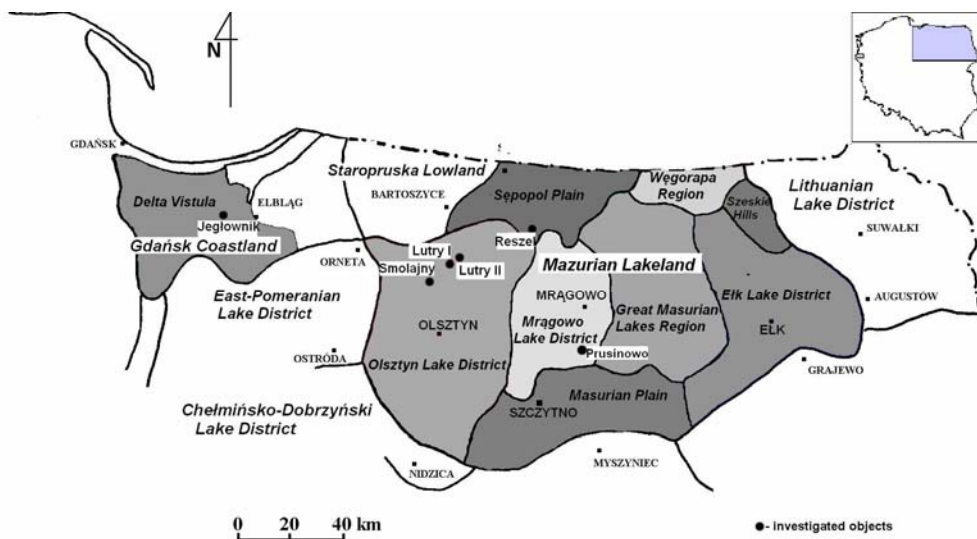 N
GDAŃSK
Staropruska Lowland
Węgorapa
Region
Lithuanian
Lake District
Delta Vistula
ELBLĄG
BARTOSZYCE
Sępopol Plain
Szeskie
Hills
Jegłownik
Gdańsk Coastland
Reszel
SUWAŁKI
ORNETA
Lutry I
Lutry II
Smolajny
Mazurian Lakeland
East-Pomeranian
Lake District
MRĄGOWO
Ełk Lake District
AUGUSTÓW
OLSZTYN
Mrągowo
Lake District
Great Masurian
Lakes Region
EŁK
OSTRÓDA
Olsztyn Lake District
Prusinowo
GRAJEWO
Chełmińsko-Dobrzyński
Lake District
SZCZYTNO
Masurian Plain
NIDZICA
MYSZYNIEC
0 20 40 km
- investigated objects